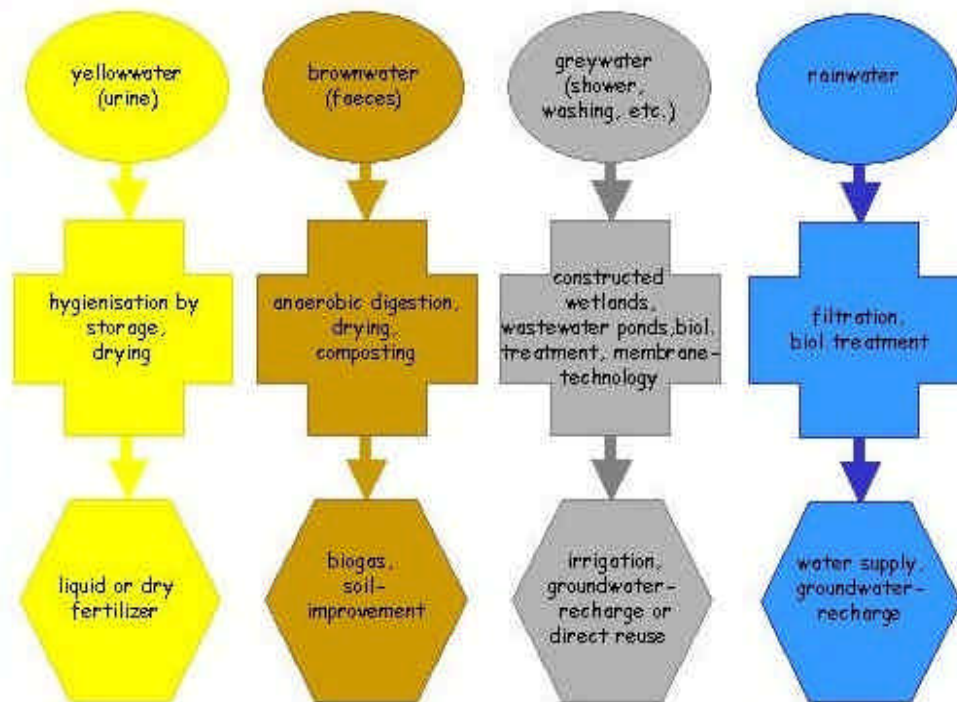 yellowwater
(urine)
brownwater
(faeces)
greywater
(shower,
washing, etc.)
rainwater
hygienisation by
storage,
drying
anaerobic digestion,
drying,
composting
constructed
wetlands,
wastewater ponds,biol.
treatment, membrane-
technology
filtration,
biol treatment
liquid or dry
fertilizer
biogas,
soil-
improvement
irrigation,
groundwater-
recharge or
direct reuse
water supply,
groundwater-
recharge